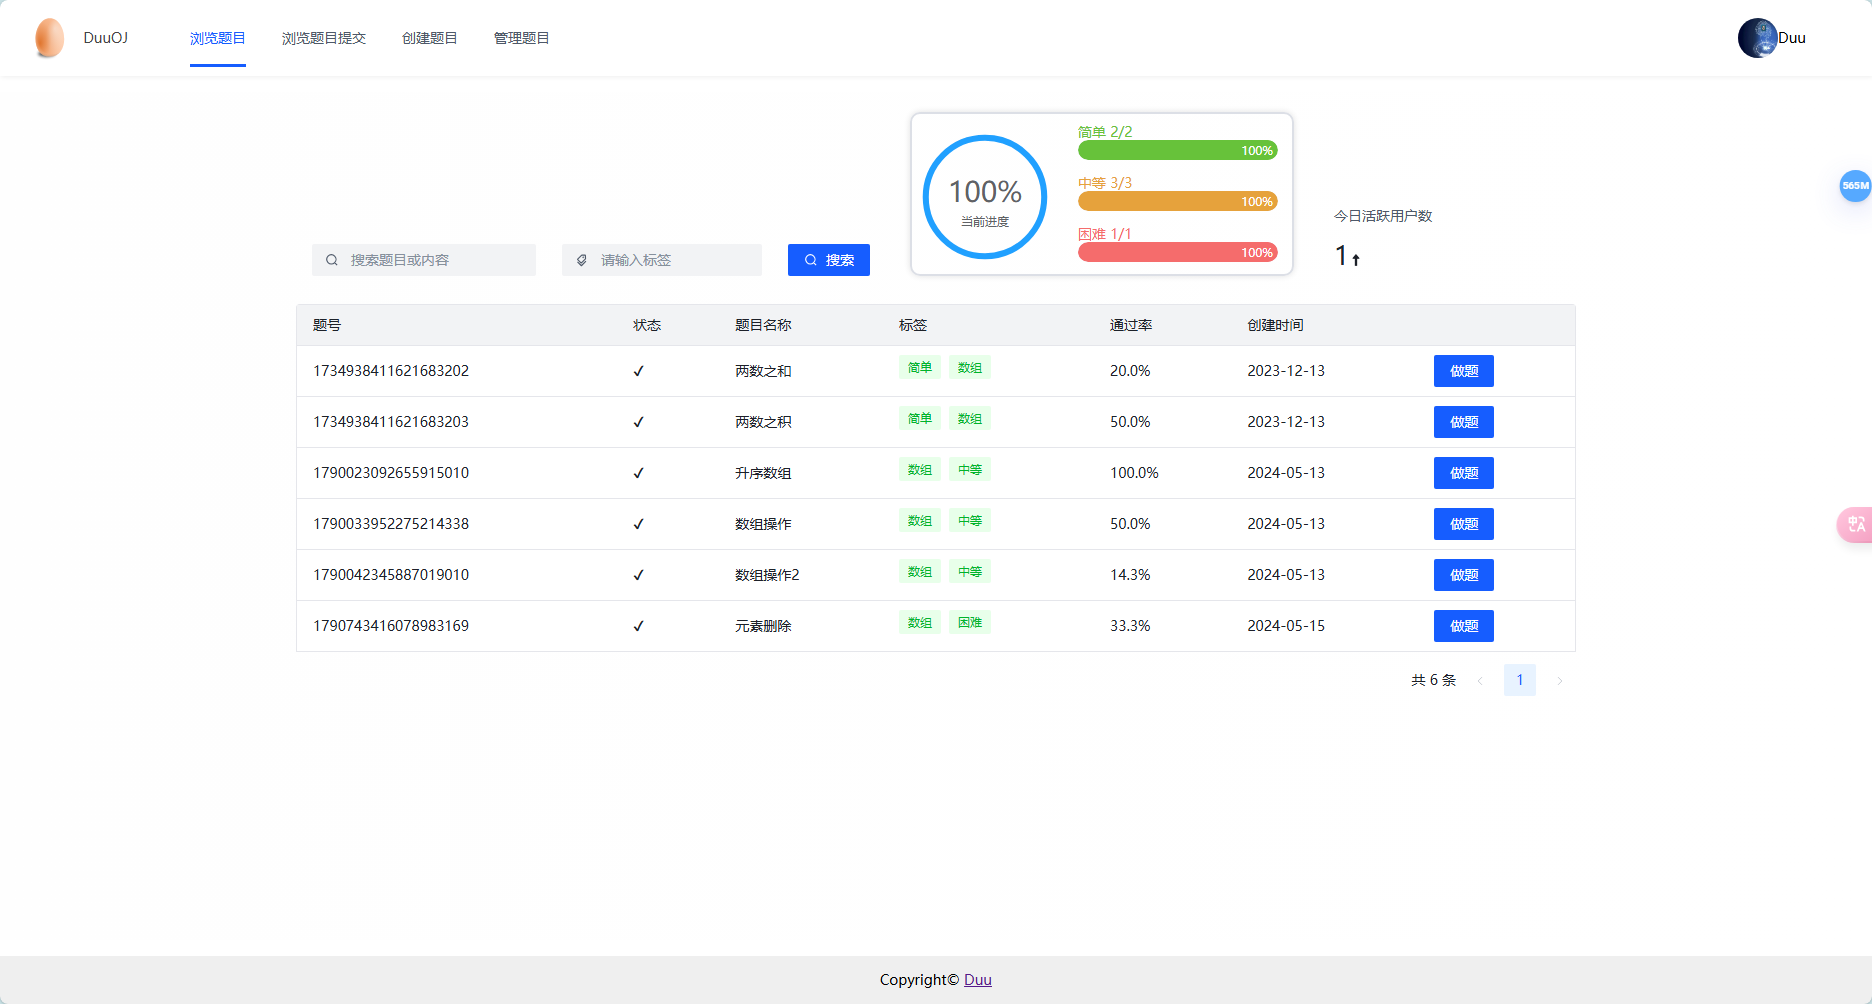 DuuOJ 浏览题目 浏览题目提交 创建题目 管理题目 Duu
简单 2/2
100%
中等 3/3
100%
困难 1/1
100%
100%
当前进度
今日活跃用户数
1
565M
搜索题目或内容 请输入标签 搜索
题号 状态 题目名称 标签 通过率 创建时间
1734938411621683202 ✓ 两数之和 简单 数组 20.0% 2023-12-13 做题
1734938411621683203 ✓ 两数之积 简单 数组 50.0% 2023-12-13 做题
1790023092655915010 ✓ 升序数组 数组 中等 100.0% 2024-05-13 做题
1790033952275214338 ✓ 数组操作 数组 中等 50.0% 2024-05-13 做题
1790042345887019010 ✓ 数组操作2 数组 中等 14.3% 2024-05-13 做题
1790743416078983169 ✓ 元素删除 数组 困难 33.3% 2024-05-15 做题
共 6 条 1
Copyright© Duu